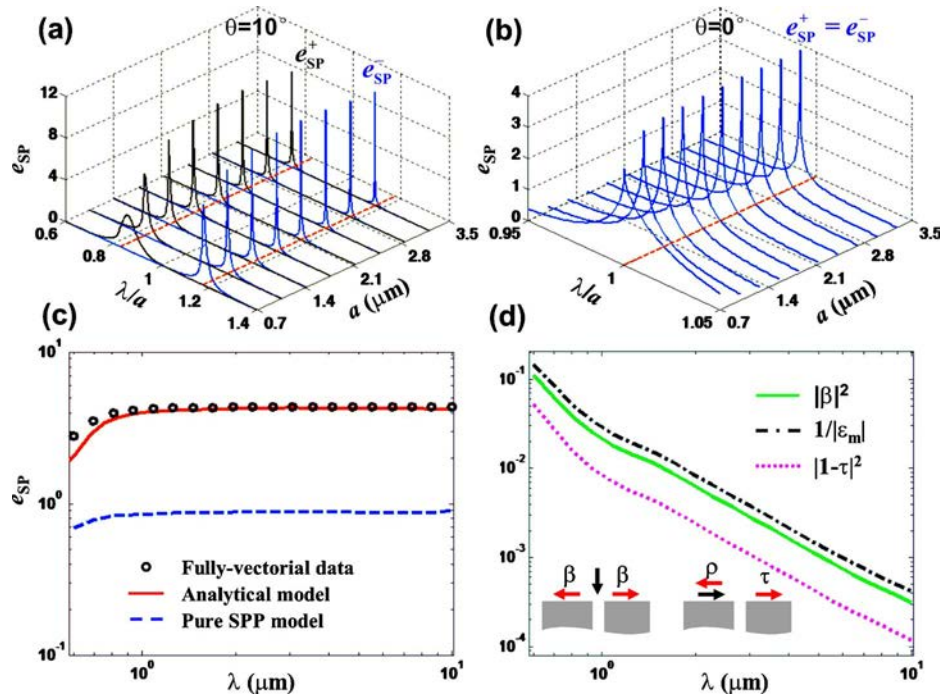 (a) θ=10°
e⁺SP
e⁻SP
eSP
12
8
4
0
0.6
0.8
1
1.2
1.4
λ/a
0.7
1.4
2.1
2.8
3.5
a (μm)
(b) θ=0° e⁺SP = e⁻SP
eSP
4
3
2
1
0
0.95
1
1.05
λ/a
0.7
1.4
2.1
2.8
3.5
a (μm)
(c)
eSP
10¹
10⁰
10⁻¹
Fully-vectorial data
Analytical model
Pure SPP model
10⁰ 10¹
λ (μm)
(d)
10⁻¹
10⁻²
10⁻³
10⁻⁴
|β|²
1/|εm|
|1-τ|²
β β ρ τ
10⁰ 10¹
λ (μm)